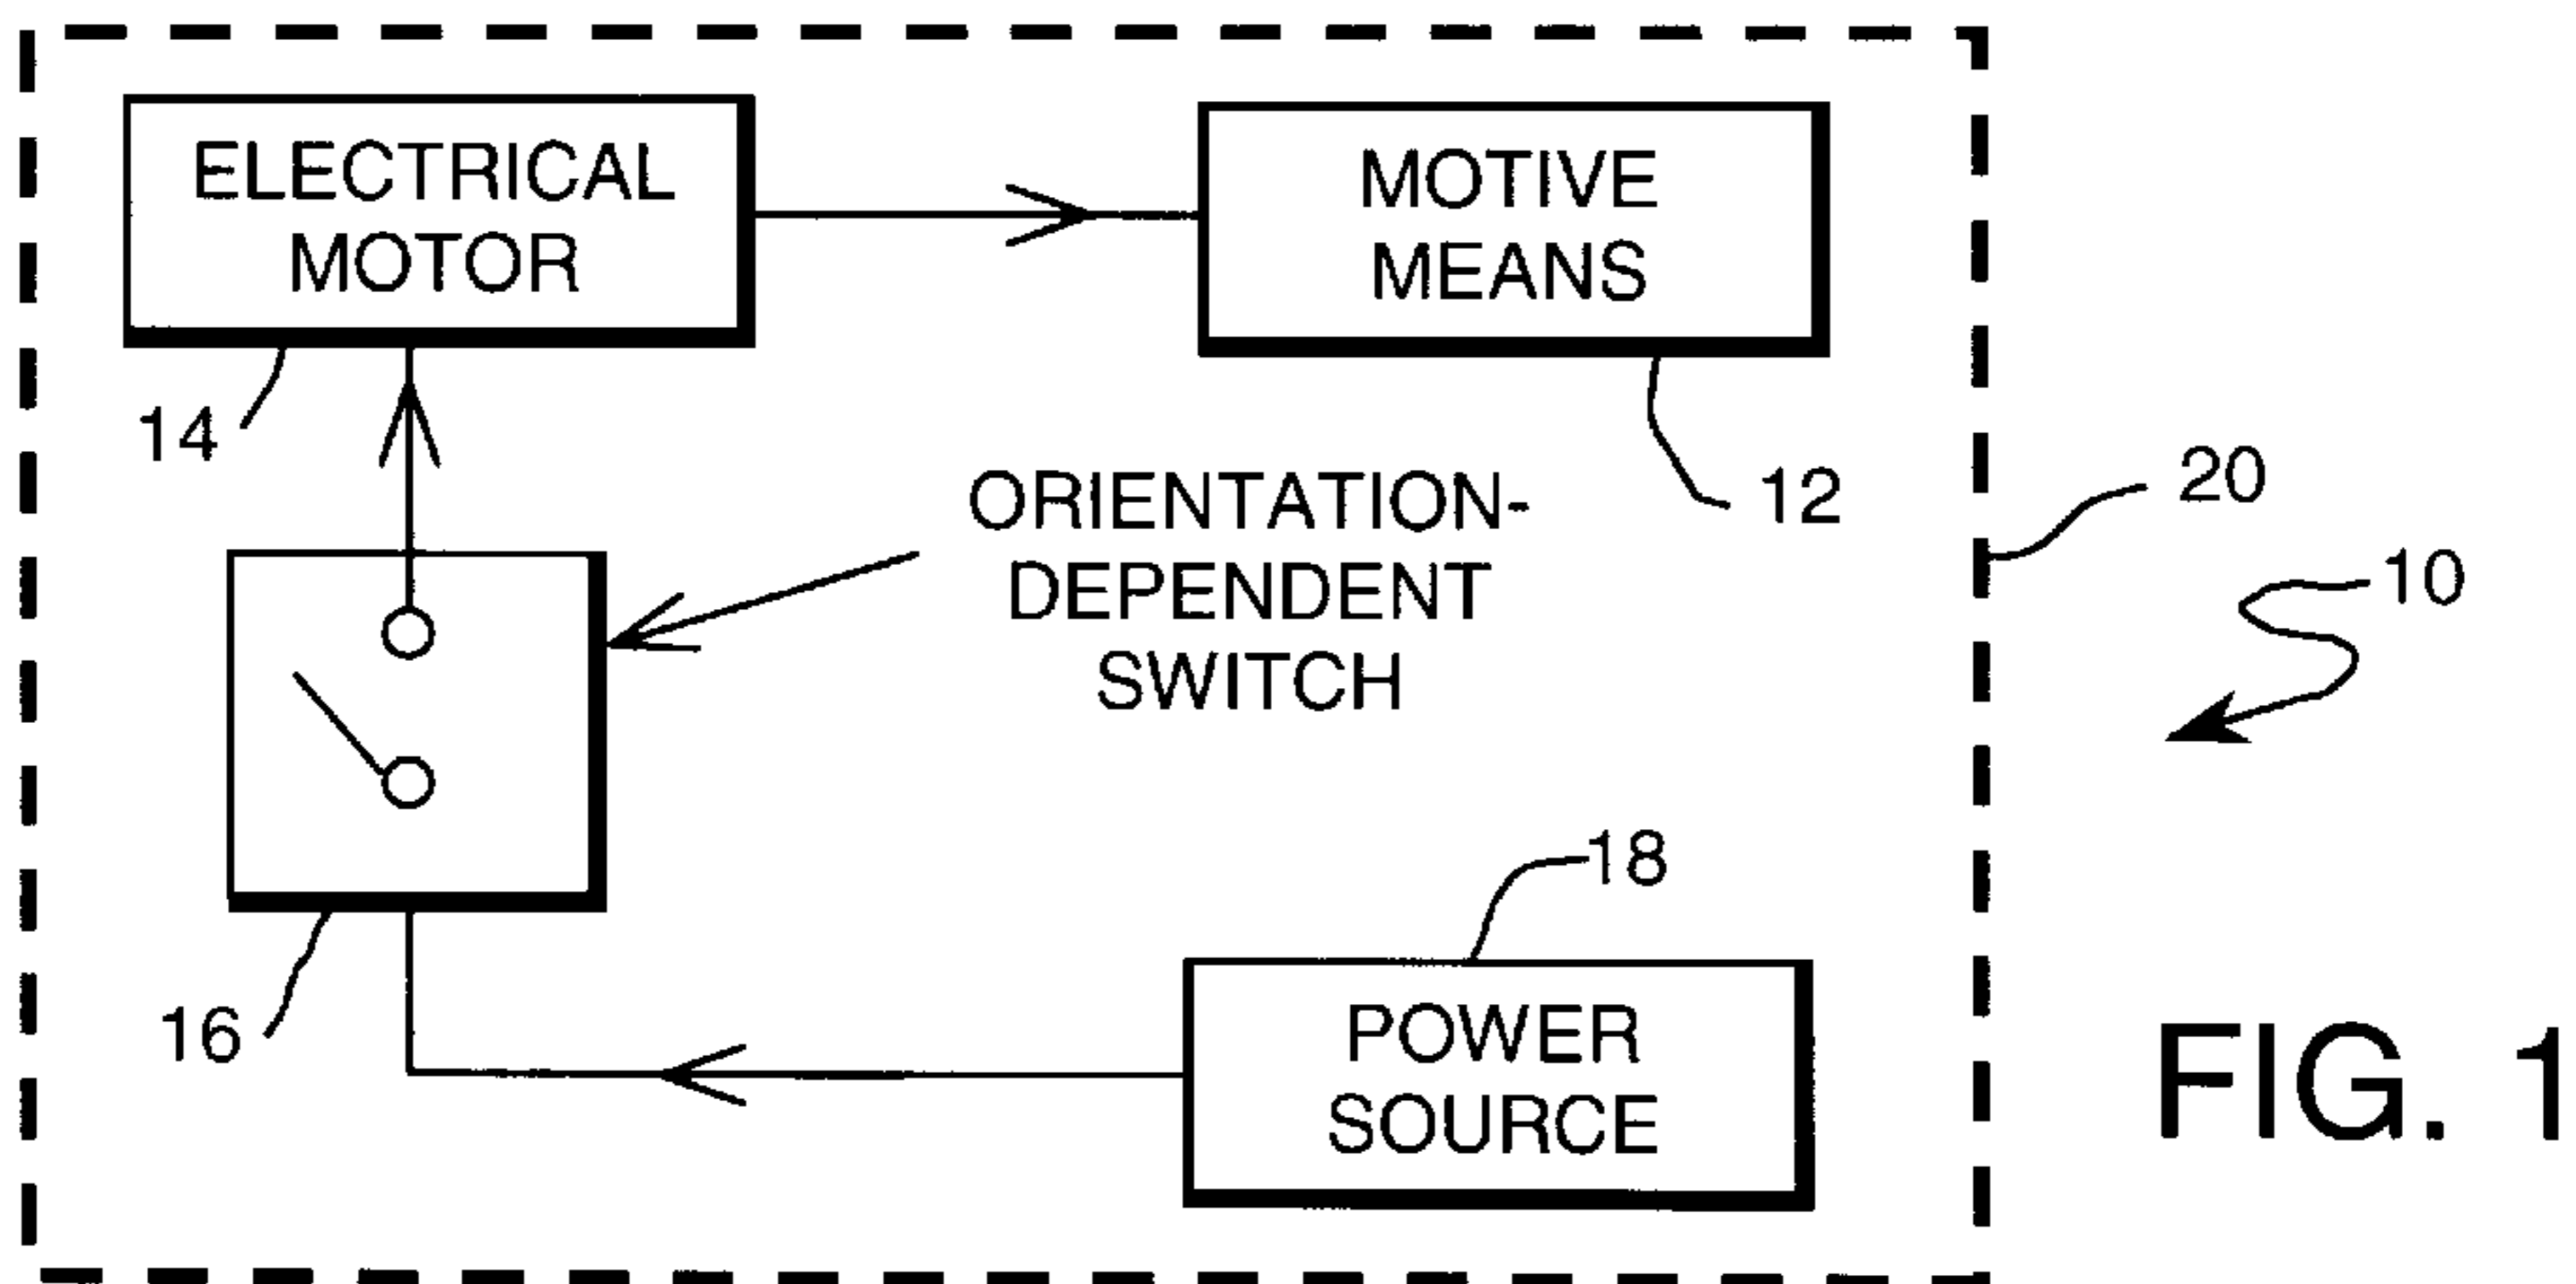 ELECTRICAL
MOTOR
MOTIVE
MEANS
14
12
ORIENTATION-
DEPENDENT
SWITCH
20
10
18
16
POWER
SOURCE
FIG. 1